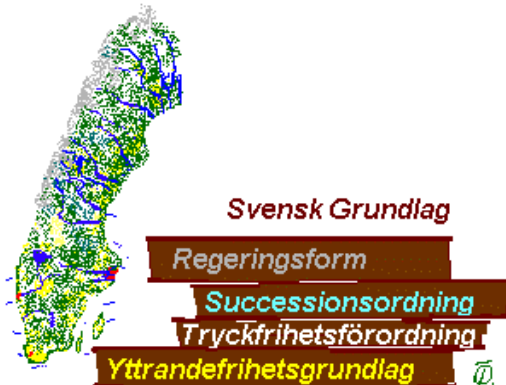 Svensk Grundlag
Regeringsform
Successionsordning
Tryckfrihetsförordning
Yttrandefrihetsgrundlag